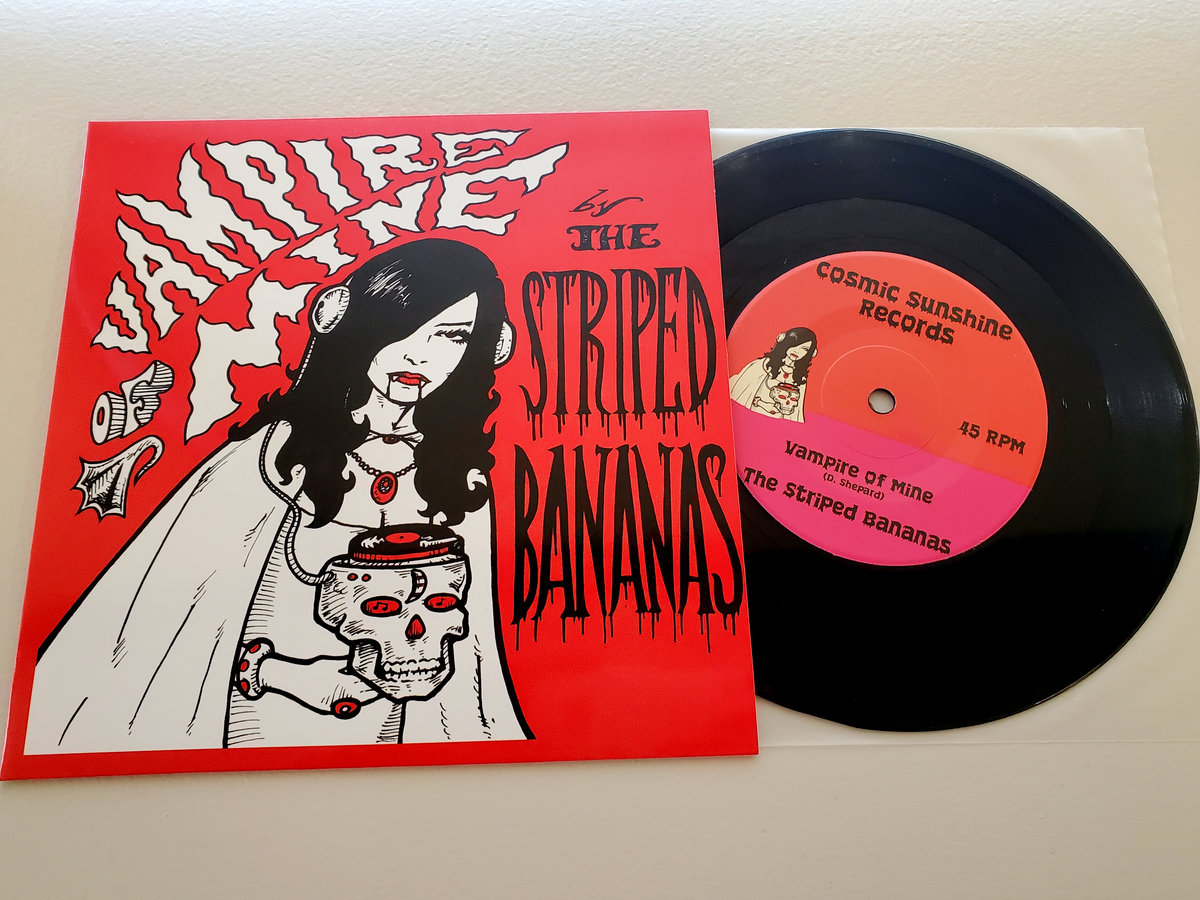 VAMPIRE
OF MINE
by
THE
STRIPED
BANANAS
Cosmic Sunshine
Records
45 RPM
Vampire of Mine
(D. Shepard)
The Striped Bananas